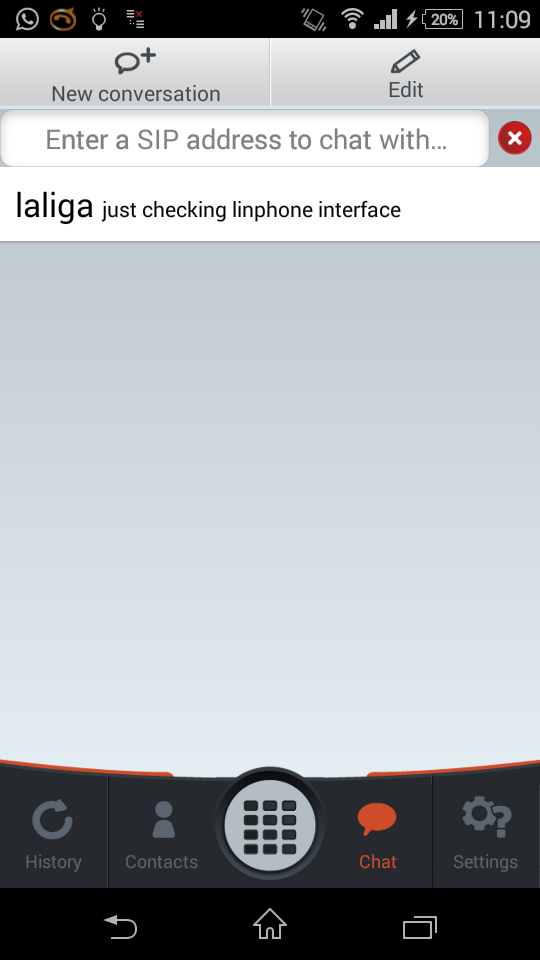 20% 11:09
New conversation Edit
Enter a SIP address to chat with...
laliga just checking linphone interface
History Contacts Chat Settings